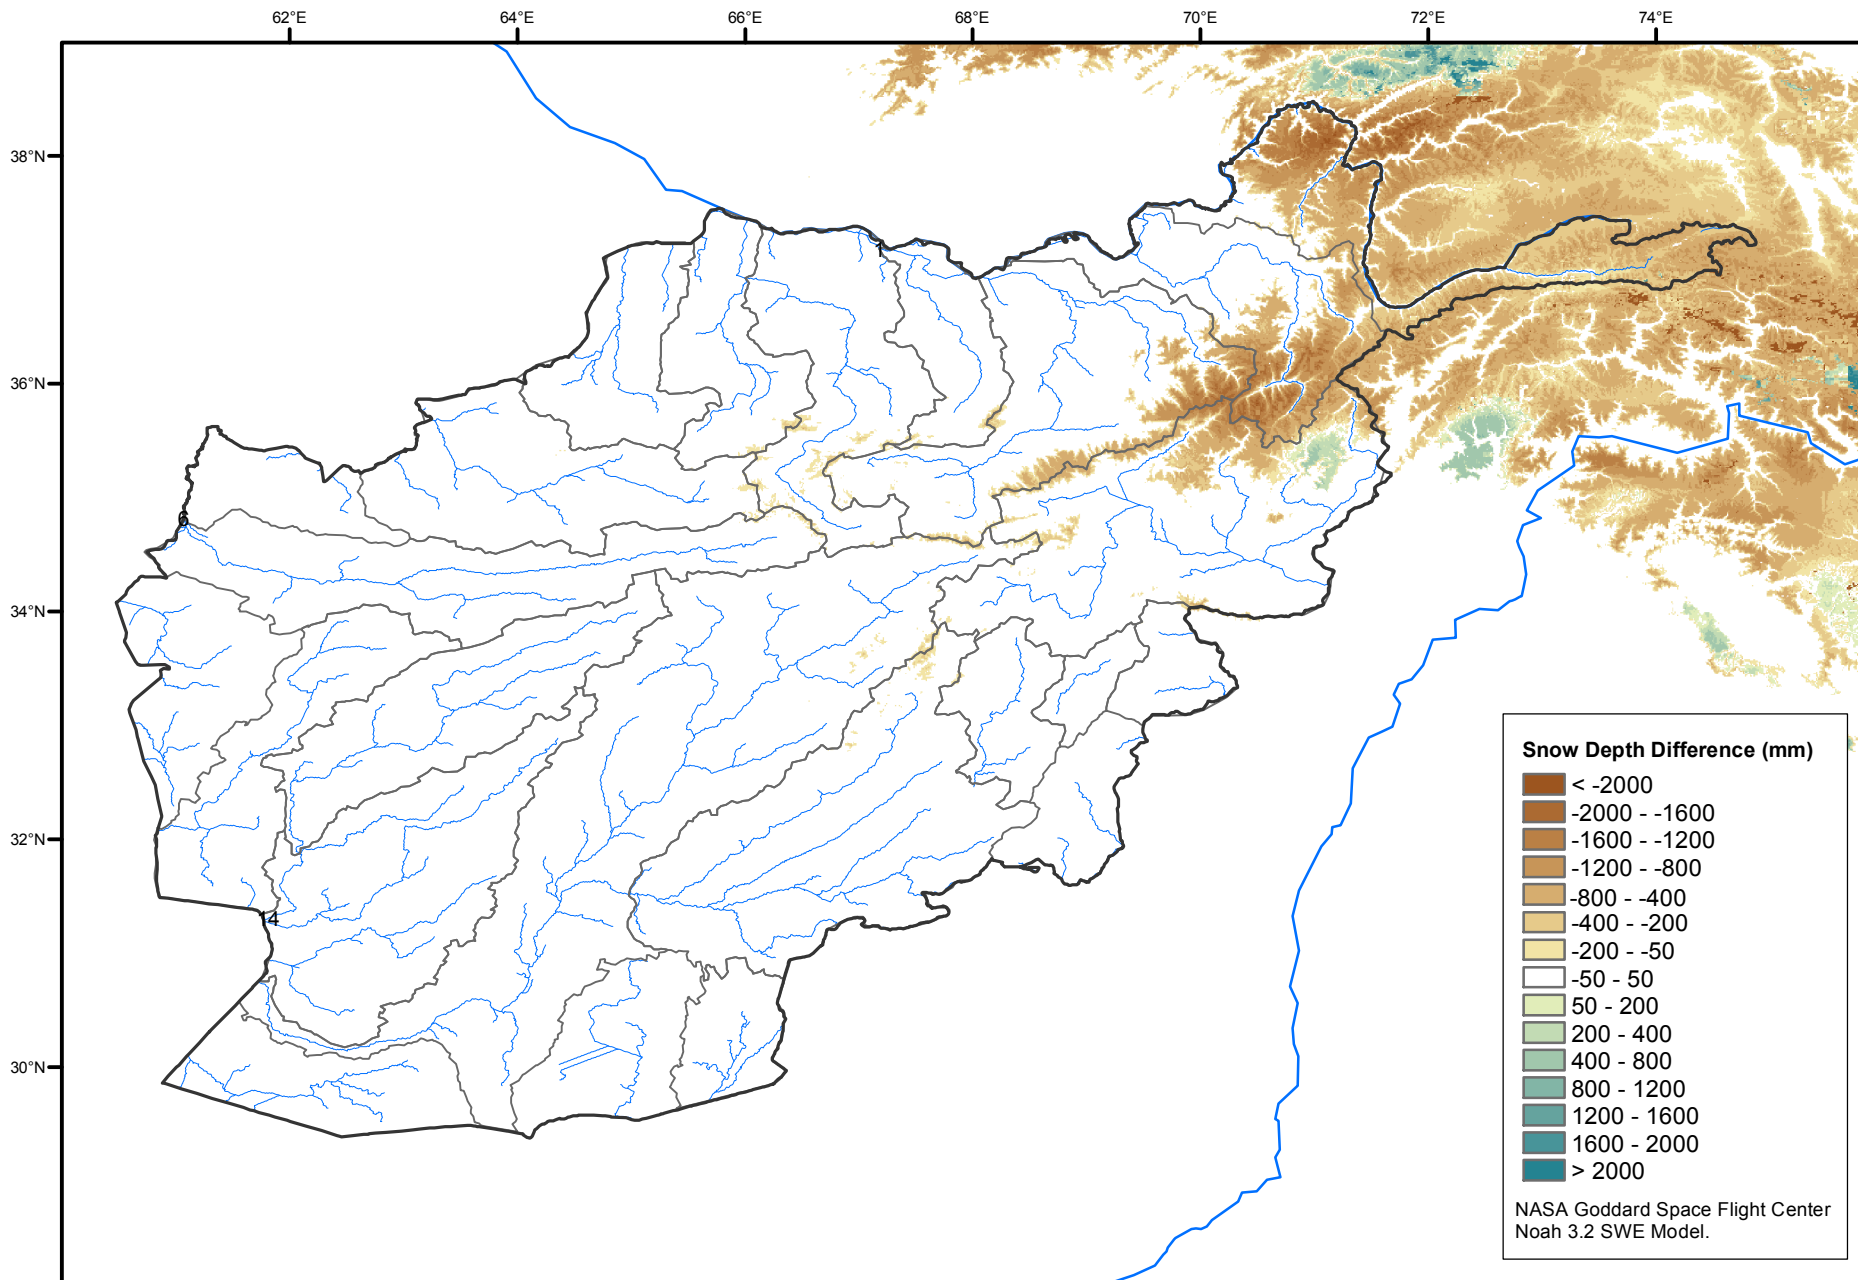 62°E
64°E
66°E
68°E
70°E
72°E
74°E
38°N
36°N
34°N
32°N
30°N
1
6
14
Snow Depth Difference (mm)
< -2000
-2000 - -1600
-1600 - -1200
-1200 - -800
-800 - -400
-400 - -200
-200 - -50
-50 - 50
50 - 200
200 - 400
400 - 800
800 - 1200
1200 - 1600
1600 - 2000
> 2000
NASA Goddard Space Flight Center
Noah 3.2 SWE Model.